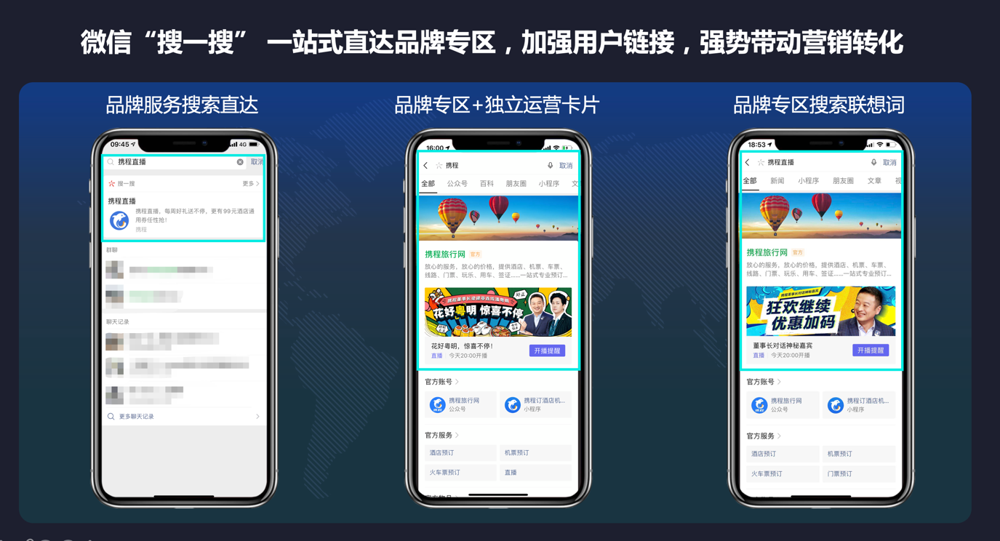 微信“搜一搜” 一站式直达品牌专区，加强用户链接，强势带动营销转化
品牌服务搜索直达
09:45
4G
携程直播
取消
搜一搜
更多
携程直播
携程直播，每周好礼送不停，更有99元酒店通
用券任性抢！
携程
群聊
聊天记录
更多聊天记录
品牌专区+独立运营卡片
16:00
携程
取消
全部 公众号 百科 朋友圈 小程序 文
携程旅行网 官方
放心的服务，放心的价格，提供酒店、机票、车票、
线路、门票、玩乐、用车、签证……一站式专业预订...
花好粤明 惊喜不停
花好粤明，惊喜不停！
直播 今天20:00开播
开播提醒
官方账号
携程旅行网
公众号
携程订酒店机...
小程序
官方服务
酒店预订 机票预订
火车票预订 直播
品牌专区搜索联想词
18:53
携程直播
取消
全部 新闻 小程序 朋友圈 文章 视
携程旅行网 官方
放心的服务，放心的价格，提供酒店、机票、车票、
线路、门票、玩乐、用车、签证……一站式专业预订...
携程董事长对话神秘嘉宾
狂欢继续
优惠加码
董事长对话神秘嘉宾
直播 今天20:00开播
开播提醒
官方账号
携程旅行网
公众号
携程订酒店机...
小程序
官方服务
酒店预订 机票预订
火车票预订 门票预订